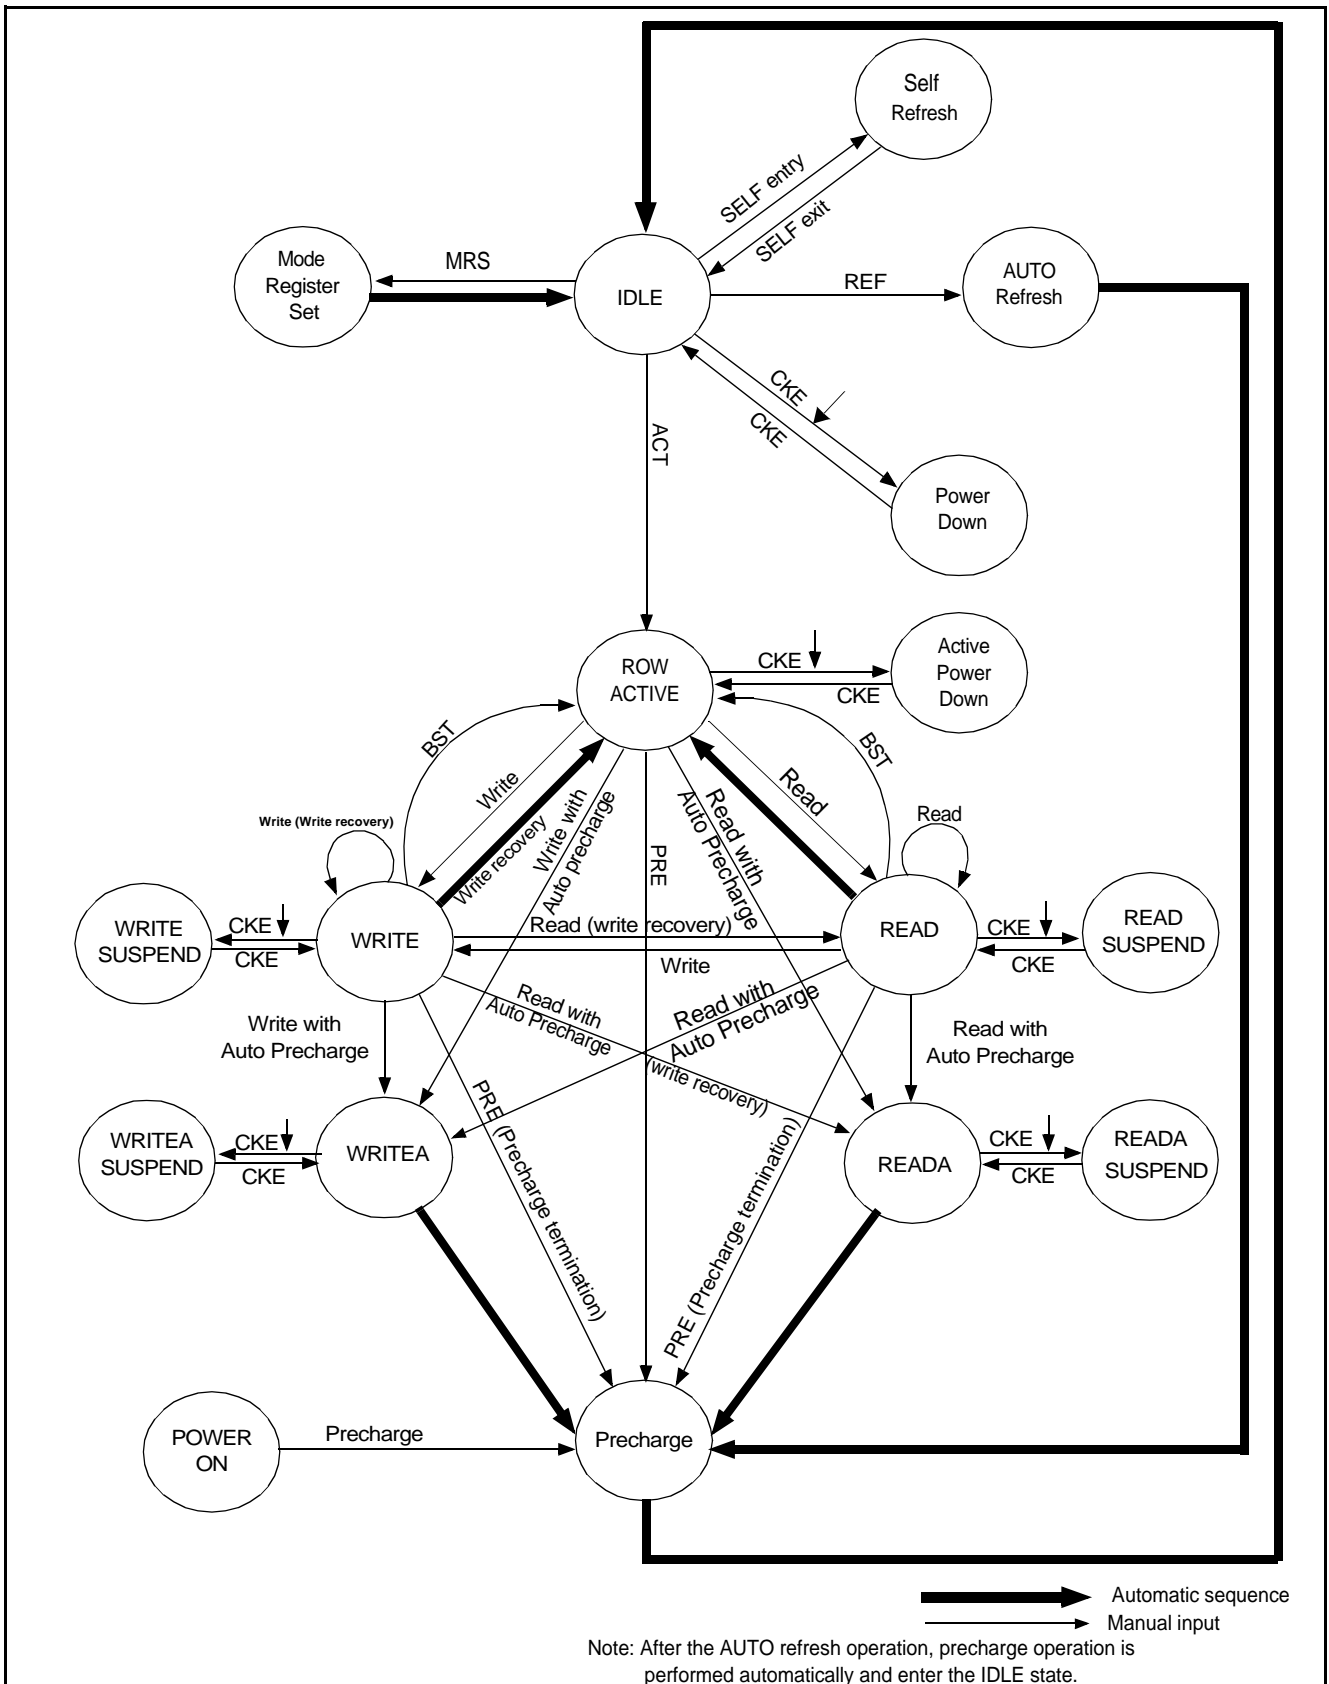 Self
Refresh
SELF entry
SELF exit
Mode
Register
Set
MRS
IDLE
REF
AUTO
Refresh
CKE
CKE
ACT
Power
Down
ROW
ACTIVE
CKE
CKE
Active
Power
Down
BST
Write
Write recovery
Write with
Auto precharge
PRE
Read with
Auto Precharge
Read
BST
Write (Write recovery)
Read
WRITE
SUSPEND
CKE
CKE
WRITE
Read (write recovery)
Write
READ
CKE
CKE
READ
SUSPEND
Write with
Auto Precharge
Read with
Auto Precharge
(write recovery)
Read with
Auto Precharge
Read with
Auto Precharge
WRITEA
SUSPEND
CKE
CKE
WRITEA
PRE (Precharge termination)
PRE (Precharge termination)
READA
CKE
CKE
READA
SUSPEND
POWER
ON
Precharge
Precharge
Automatic sequence
Manual input
Note: After the AUTO refresh operation, precharge operation is
performed automatically and enter the IDLE state.